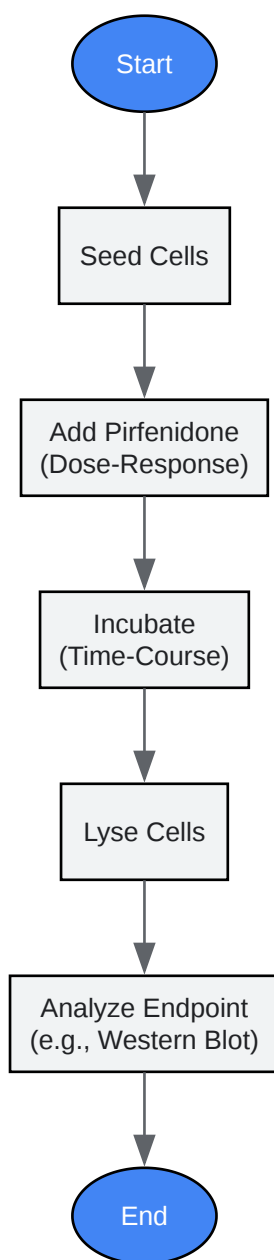 Start
Seed Cells
Add Pirfenidone
(Dose-Response)
Incubate
(Time-Course)
Lyse Cells
Analyze Endpoint
(e.g., Western Blot)
End